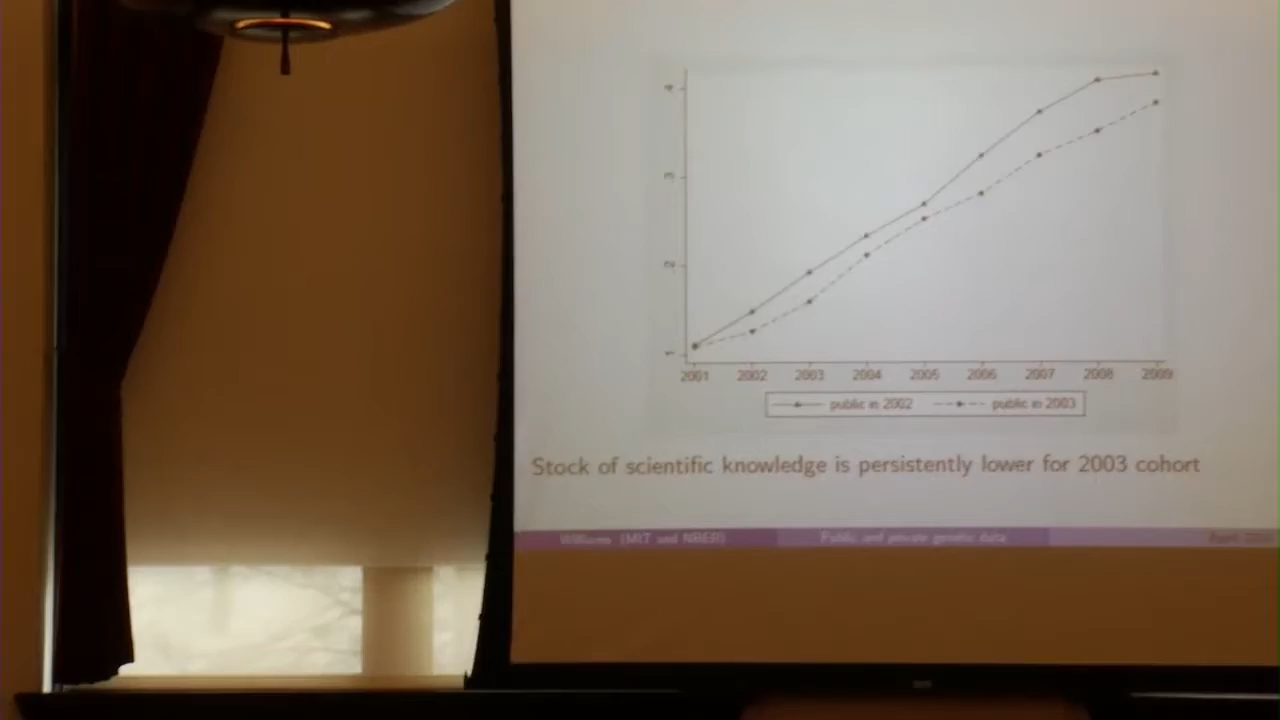 4
3
2
1
2001 2002 2003 2004 2005 2006 2007 2008 2009
public in 2002 public in 2003
Stock of scientific knowledge is persistently lower for 2003 cohort
Williams (MIT and NBER) Public and private genetic data April